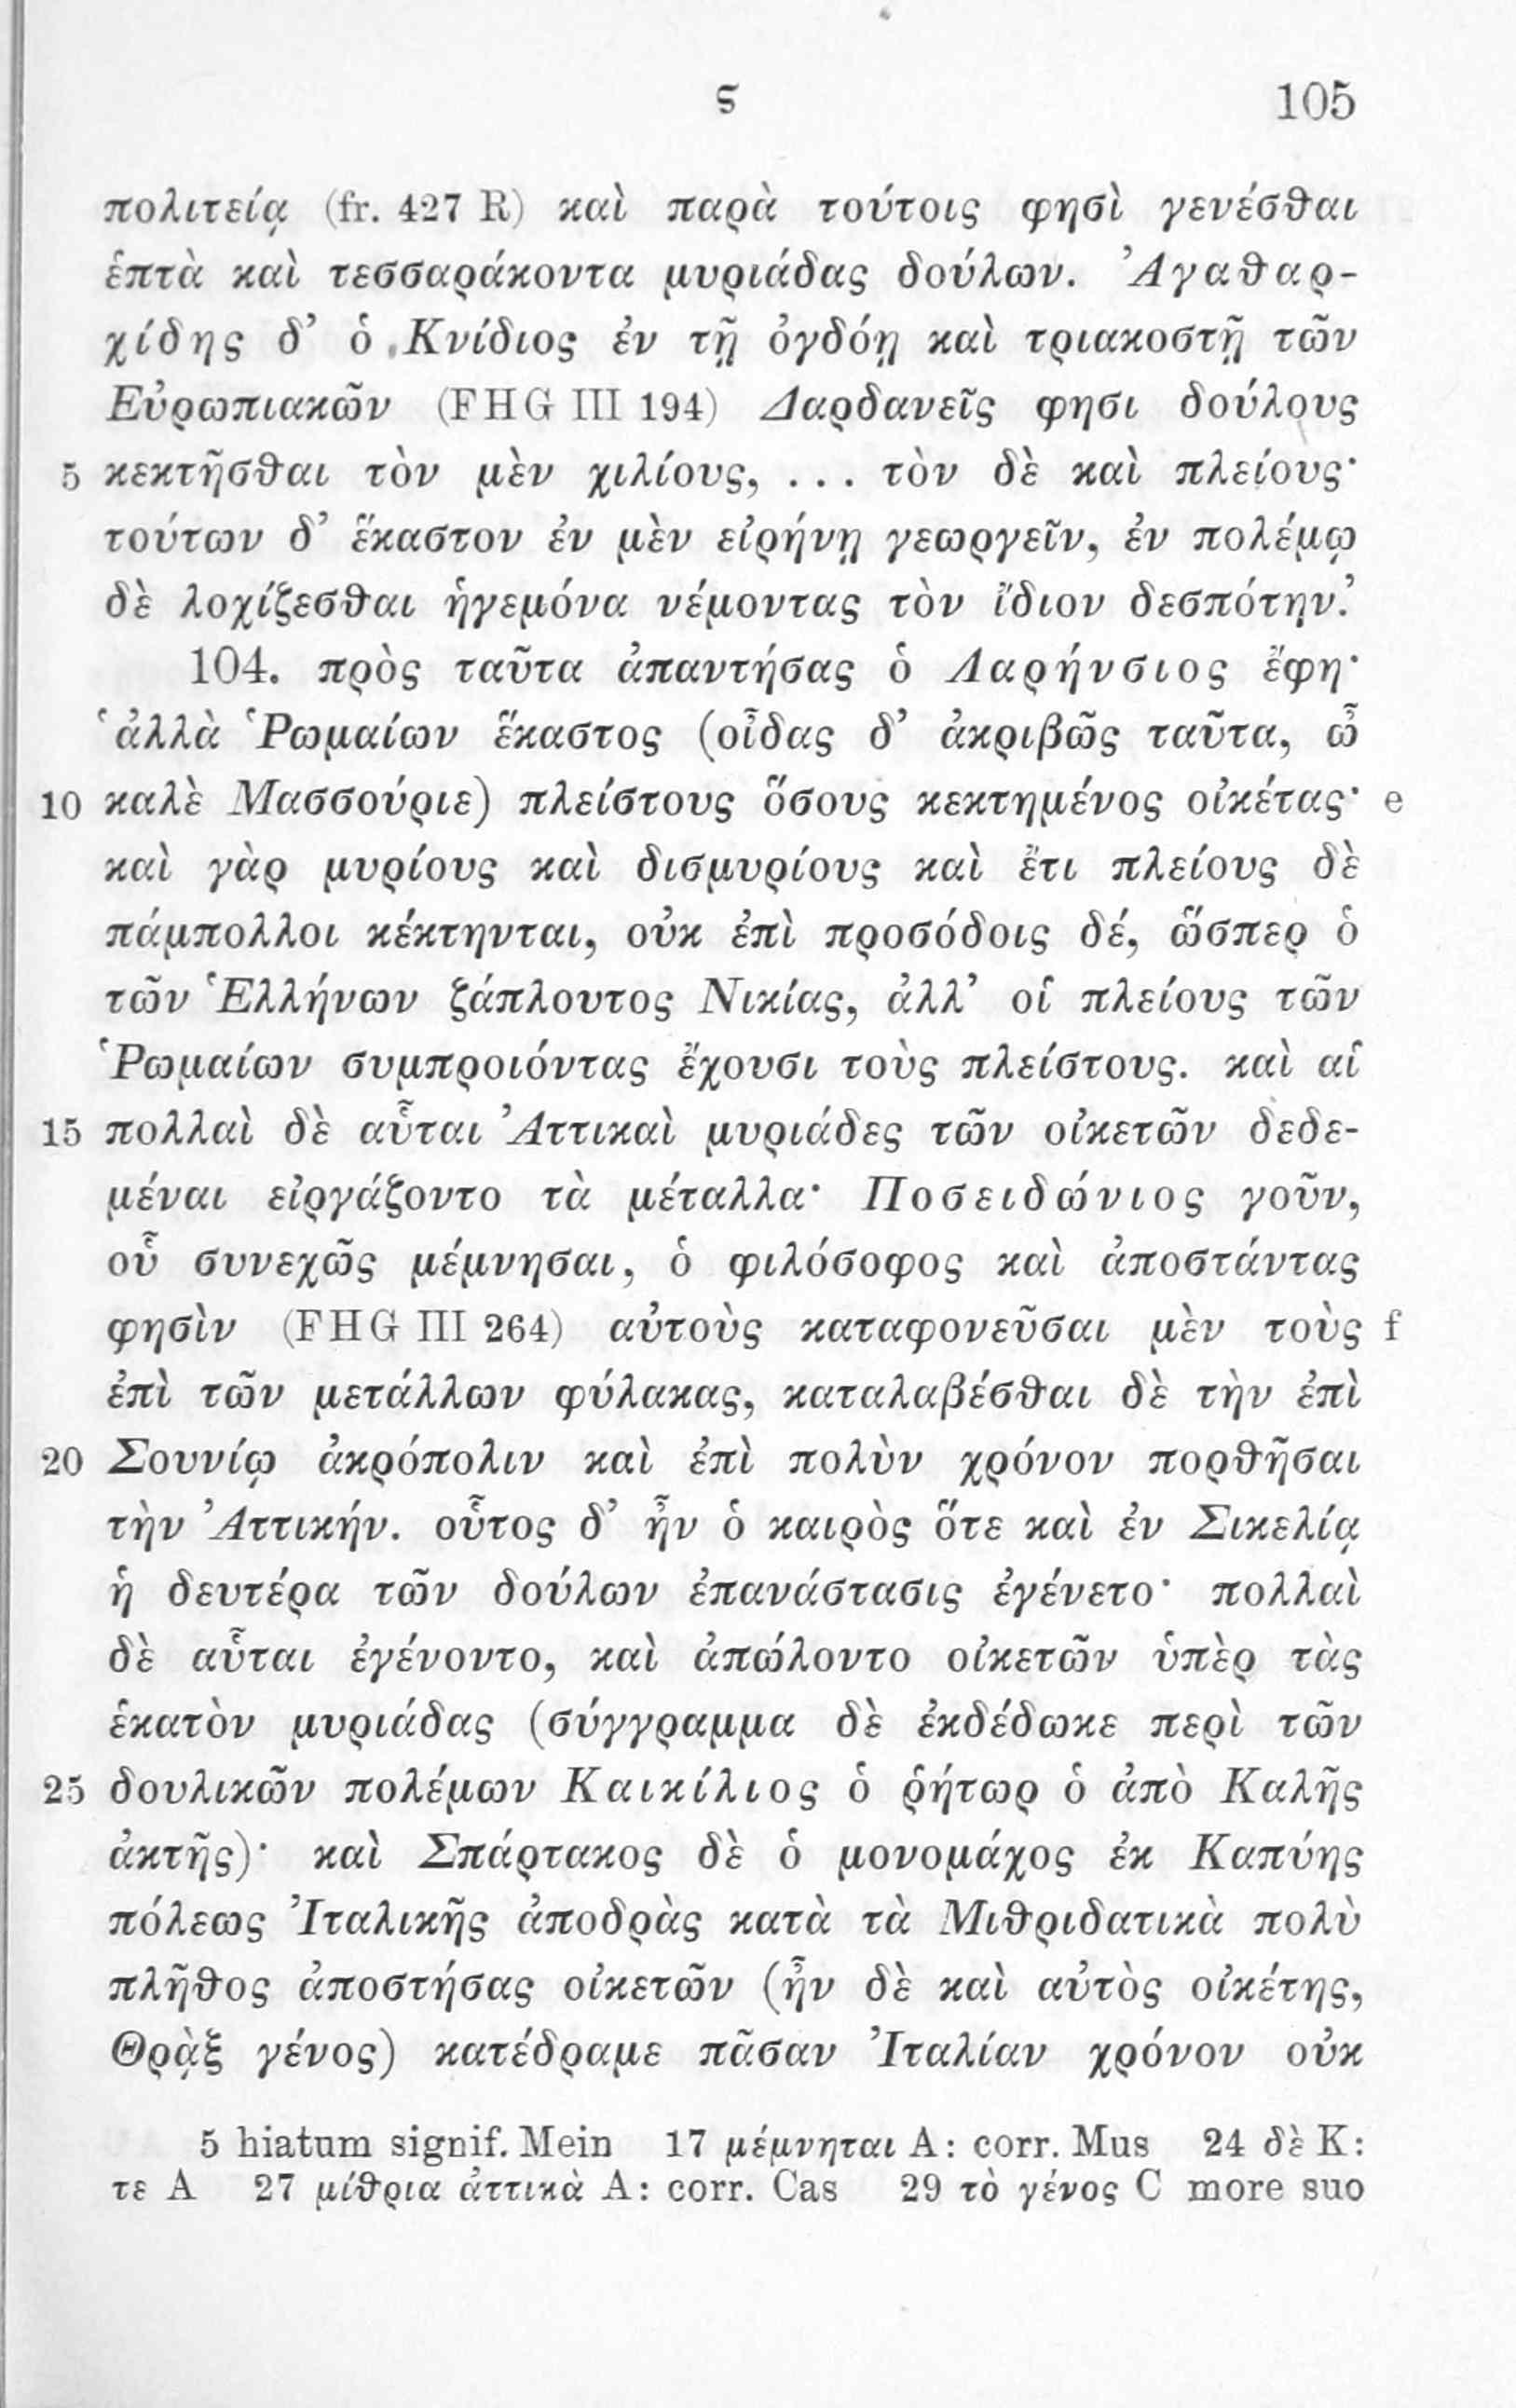 ϛ 105
πολιτείᾳ (fr. 427 R) καὶ παρὰ τούτοις φησὶ γενέσθαι
ἑπτὰ καὶ τεσσαράκοντα μυριάδας δούλων. Ἀγαθαρ-
χίδης δ’ ὁ Κνίδιος ἐν τῇ ὀγδόῃ καὶ τριακοστῇ τῶν
Εὐρωπιακῶν (FHG III 194) Δαρδανεῖς φησι δούλους
5 κεκτῆσθαι τὸν μὲν χιλίους, ... τὸν δὲ καὶ πλείους·
τούτων δ’ ἕκαστον ἐν μὲν εἰρήνῃ γεωργεῖν, ἐν πολέμῳ
δὲ λοχίζεσθαι ἡγεμόνα νέμοντας τὸν ἴδιον δεσπότην.’
104. πρὸς ταῦτα ἀπαντήσας ὁ Λαρήνσιος ἔφη·
‘ἀλλὰ Ῥωμαίων ἕκαστος (οἶδας δ’ ἀκριβῶς ταῦτα, ὦ
10 καλὲ Μασσούριε) πλείστους ὅσους κεκτημένος οἰκέτας· e
καὶ γὰρ μυρίους καὶ δισμυρίους καὶ ἔτι πλείους δὲ
πάμπολλοι κέκτηνται, οὐκ ἐπὶ προσόδοις δέ, ὥσπερ ὁ
τῶν Ἑλλήνων ζάπλουτος Νικίας, ἀλλ’ οἱ πλείους τῶν
Ῥωμαίων συμπροιόντας ἔχουσι τοὺς πλείστους. καὶ αἱ
15 πολλαὶ δὲ αὗται Ἀττικαὶ μυριάδες τῶν οἰκετῶν δεδε-
μέναι εἰργάζοντο τὰ μέταλλα· Ποσειδώνιος γοῦν,
οὗ συνεχῶς μέμνησαι, ὁ φιλόσοφος καὶ ἀποστάντας
φησὶν (FHG III 264) αὐτοὺς καταφονεῦσαι μὲν τοὺς f
ἐπὶ τῶν μετάλλων φύλακας, καταλαβέσθαι δὲ τὴν ἐπὶ
20 Σουνίῳ ἀκρόπολιν καὶ ἐπὶ πολὺν χρόνον πορθῆσαι
τὴν Ἀττικήν. οὗτος δ’ ἦν ὁ καιρὸς ὅτε καὶ ἐν Σικελίᾳ
ἡ δευτέρα τῶν δούλων ἐπανάστασις ἐγένετο· πολλαὶ
δὲ αὗται ἐγένοντο, καὶ ἀπώλοντο οἰκετῶν ὑπὲρ τὰς
ἑκατὸν μυριάδας (σύγγραμμα δὲ ἐκδέδωκε περὶ τῶν
25 δουλικῶν πολέμων Καικίλιος ὁ ῥήτωρ ὁ ἀπὸ Καλῆς
ἀκτῆς)· καὶ Σπάρτακος δὲ ὁ μονομάχος ἐκ Καπύης
πόλεως Ἰταλικῆς ἀποδρὰς κατὰ τὰ Μιθριδατικὰ πολὺ
πλῆθος ἀποστήσας οἰκετῶν (ἦν δὲ καὶ αὐτὸς οἰκέτης,
Θρᾲξ γένος) κατέδραμε πᾶσαν Ἰταλίαν χρόνον οὐκ
5 hiatum signif. Mein 17 μέμνηται A: corr. Mus 24 δὲ K:
τε A 27 μίθρια ἀττικὰ A: corr. Cas 29 τὸ γένος C more suo